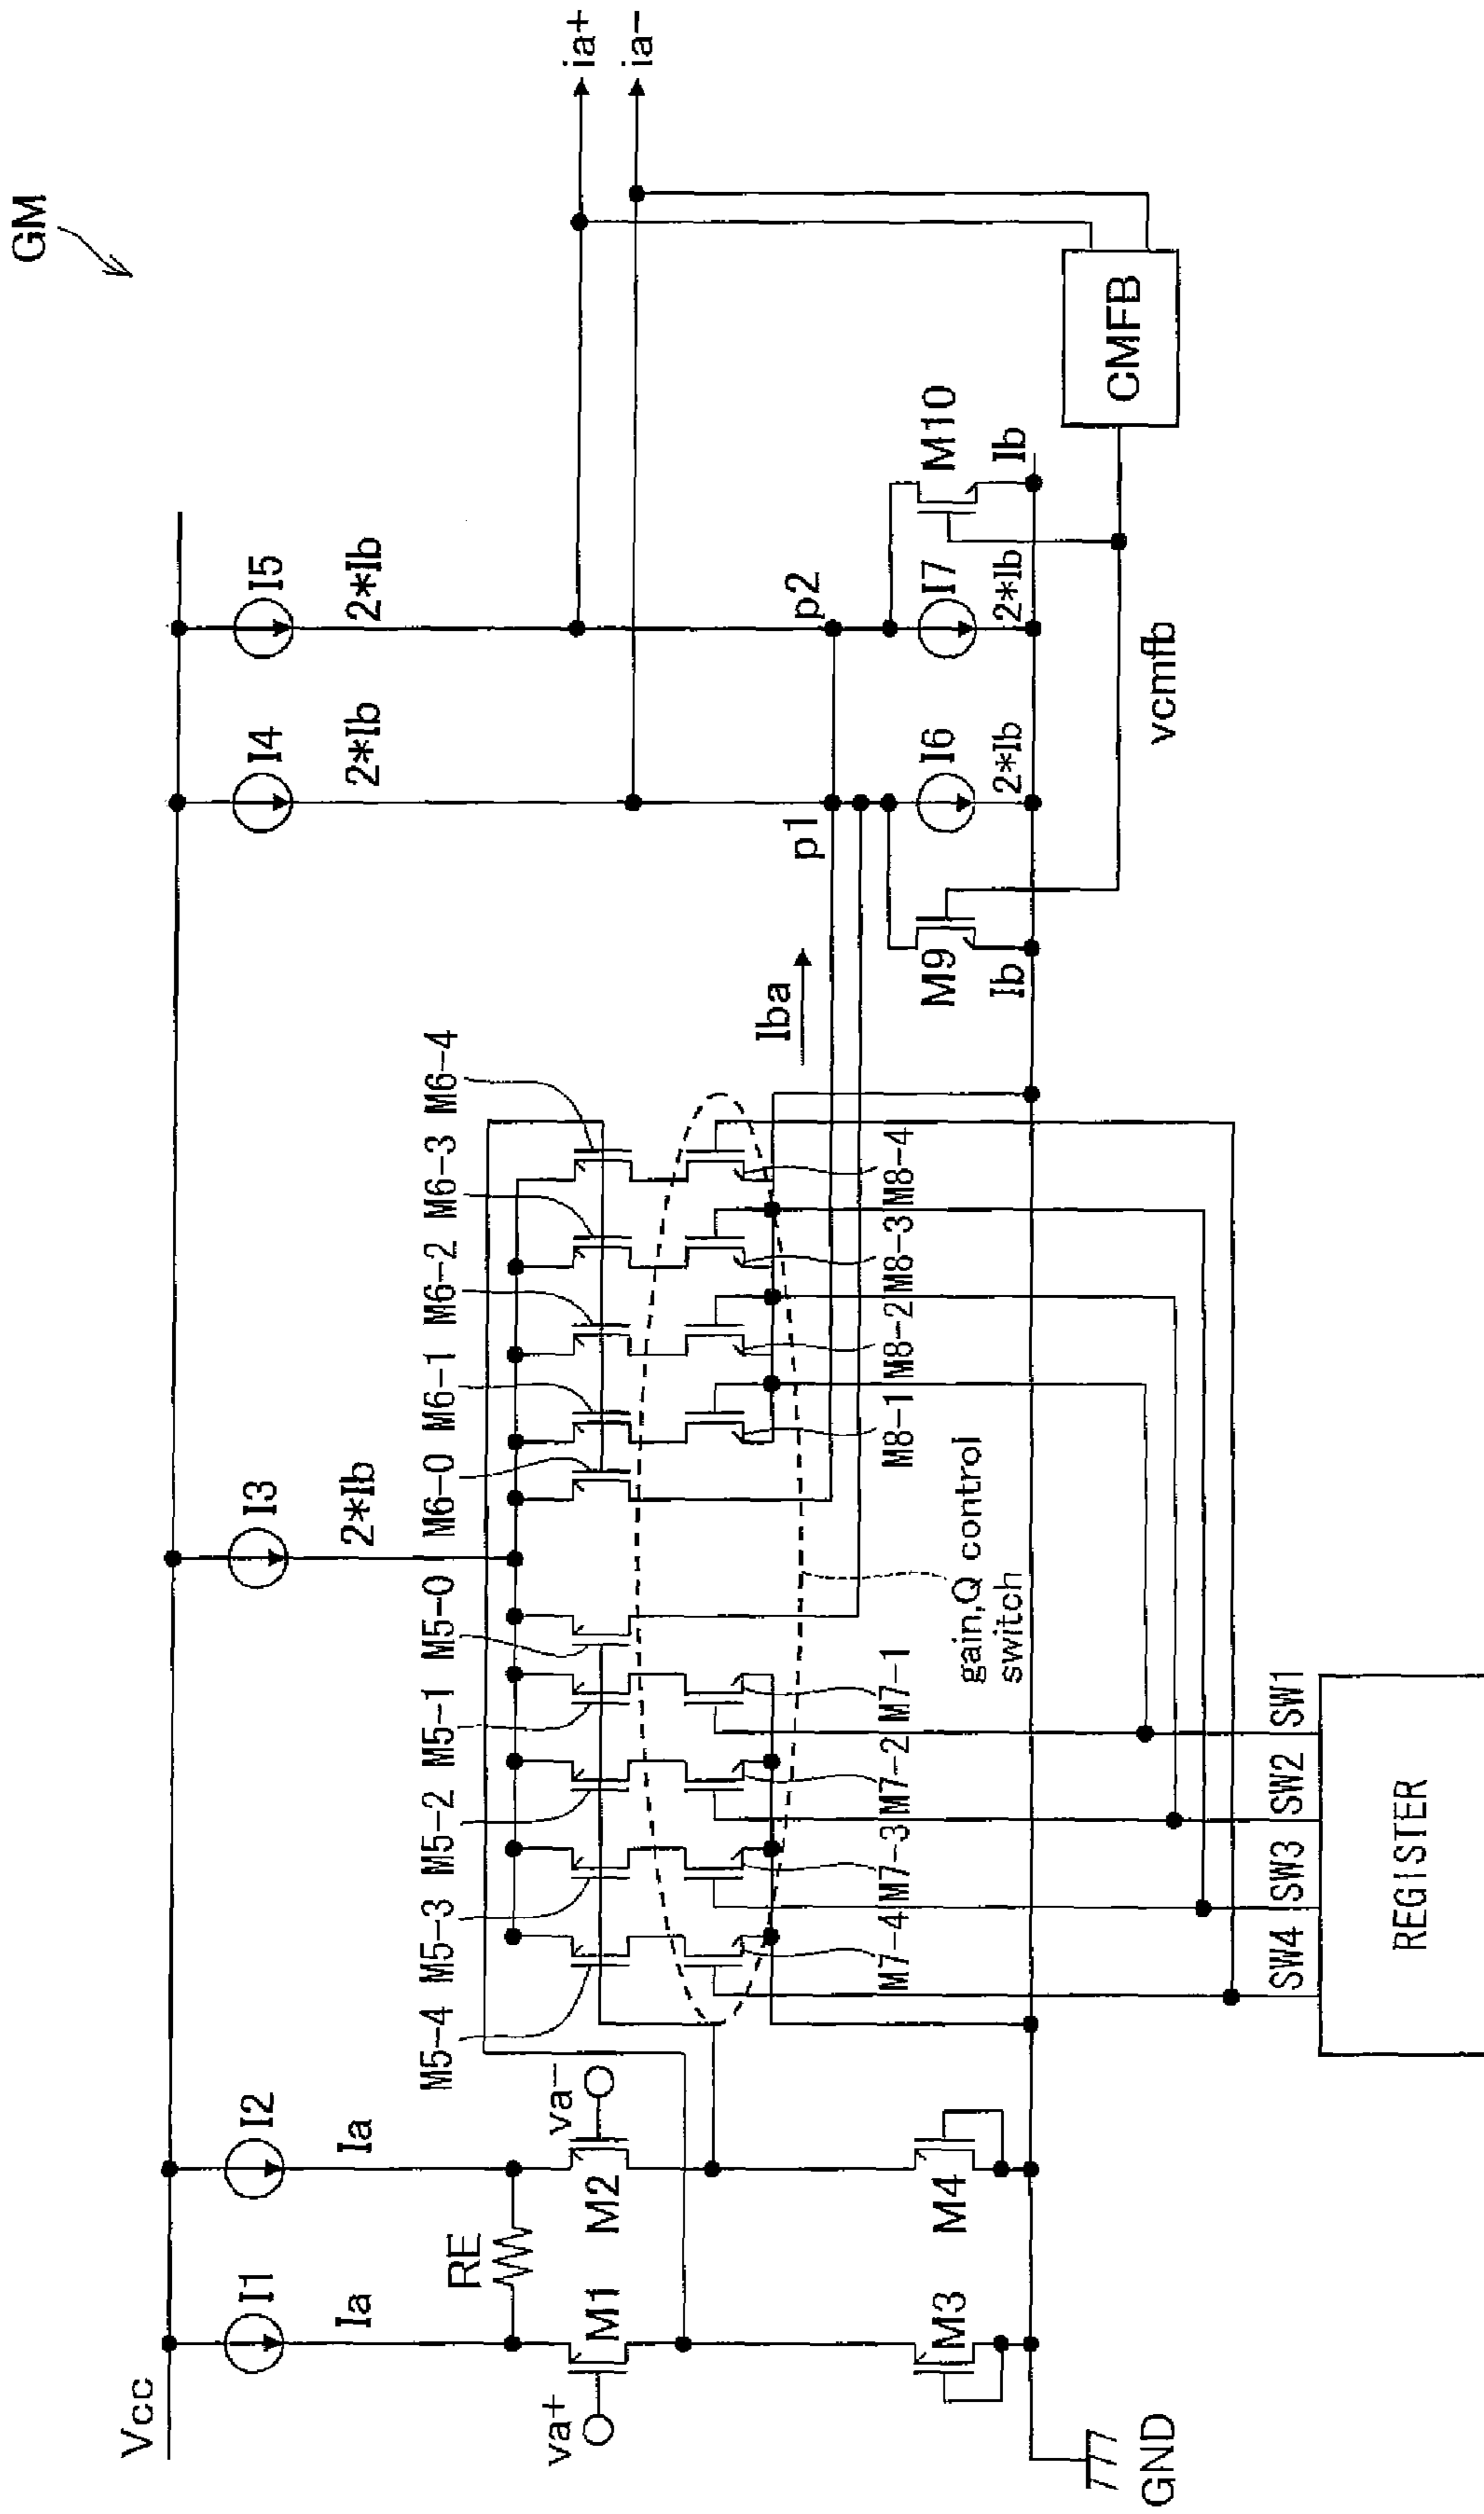 GM
Vcc
I1
Ia
I2
Ia
I3
2*Ib
I4
2*Ib
I5
2*Ib
ia+
ia-
RE
va+
M1
M2
va-
M3
M4
GND
M5-4
M5-3
M5-2
M5-1
M5-0
M6-0
M6-1
M6-2
M6-3
M6-4
M7-4
M7-3
M7-2
M7-1
M8-1
M8-2
M8-3
M8-4
gain,Q control
switch
Iba
p1
p2
M9
Ib
I6
2*Ib
I7
2*Ib
M10
Ib
vcmfb
CMFB
SW4
SW3
SW2
SW1
REGISTER